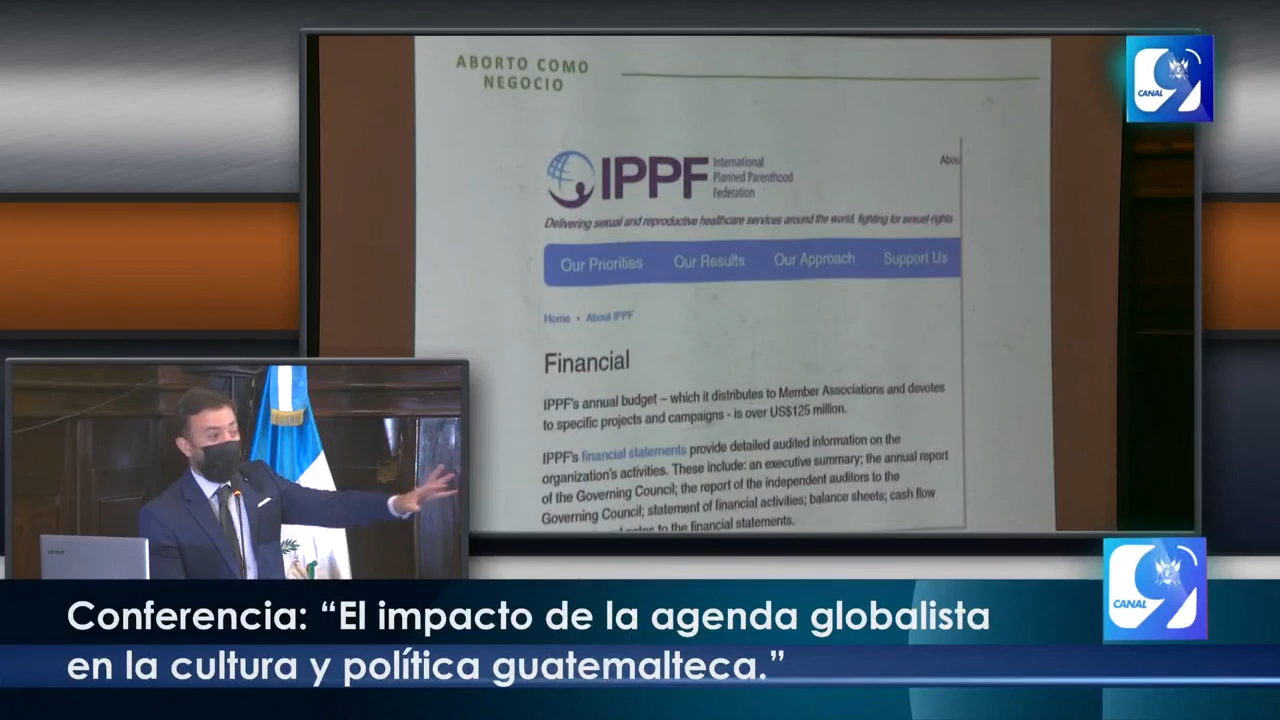 ABORTO COMO
NEGOCIO
CANAL
9
IPPF International
Planned Parenthood
Federation
Abou
Delivering sexual and reproductive healthcare services around the world, fighting for sexual rights
Our Priorities Our Results Our Approach Support Us
Home • About IPPF
Financial
IPPF's annual budget – which it distributes to Member Associations and devotes
to specific projects and campaigns - is over US$125 million.
IPPF's financial statements provide detailed audited information on the
organization's activities. These include: an executive summary; the annual report
of the Governing Council; the report of the independent auditors to the
Governing Council; statement of financial activities; balance sheets; cash flow
notes to the financial statements.
lenovo
Conferencia: “El impacto de la agenda globalista
en la cultura y política guatemalteca.”
CANAL
9